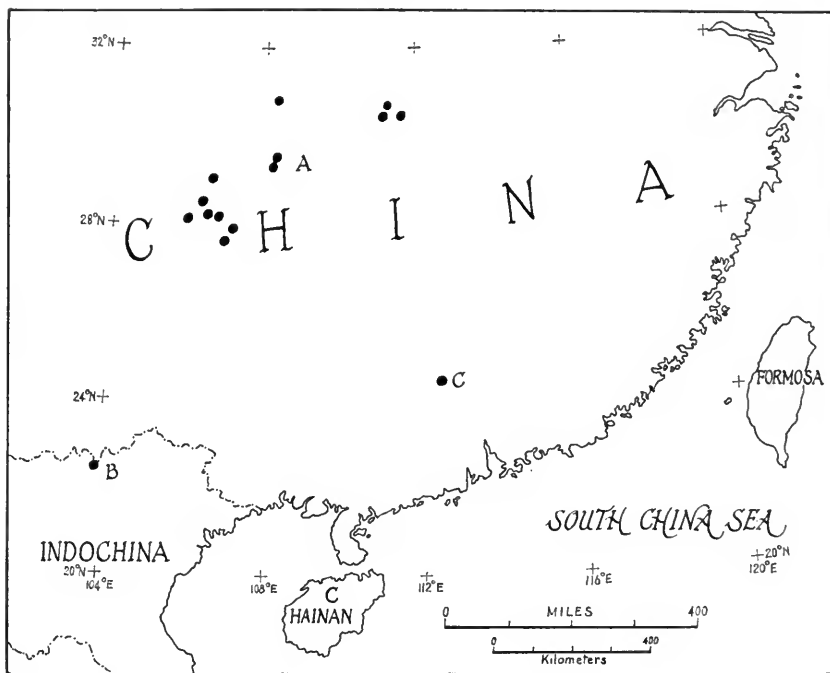 32°N
A
28°N
C H I N A
24°N
C
FORMOSA
B
INDOCHINA
SOUTH CHINA SEA
20°N
104°E
108°E
C
HAINAN
112°E
116°E
20°N
120°E
0 MILES 400
0 400
Kilometers